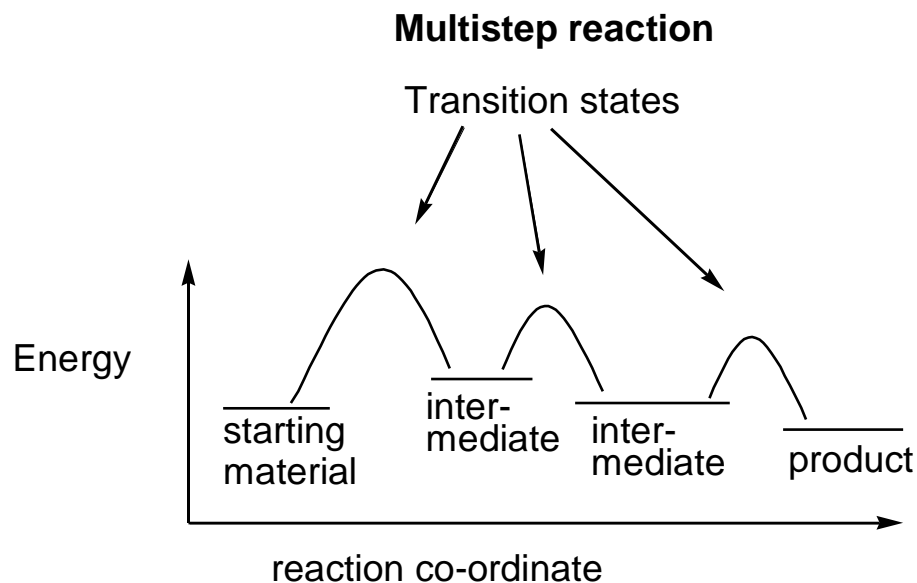 Multistep reaction
Transition states
Energy
starting
material
inter-
mediate
inter-
mediate
product
reaction co-ordinate